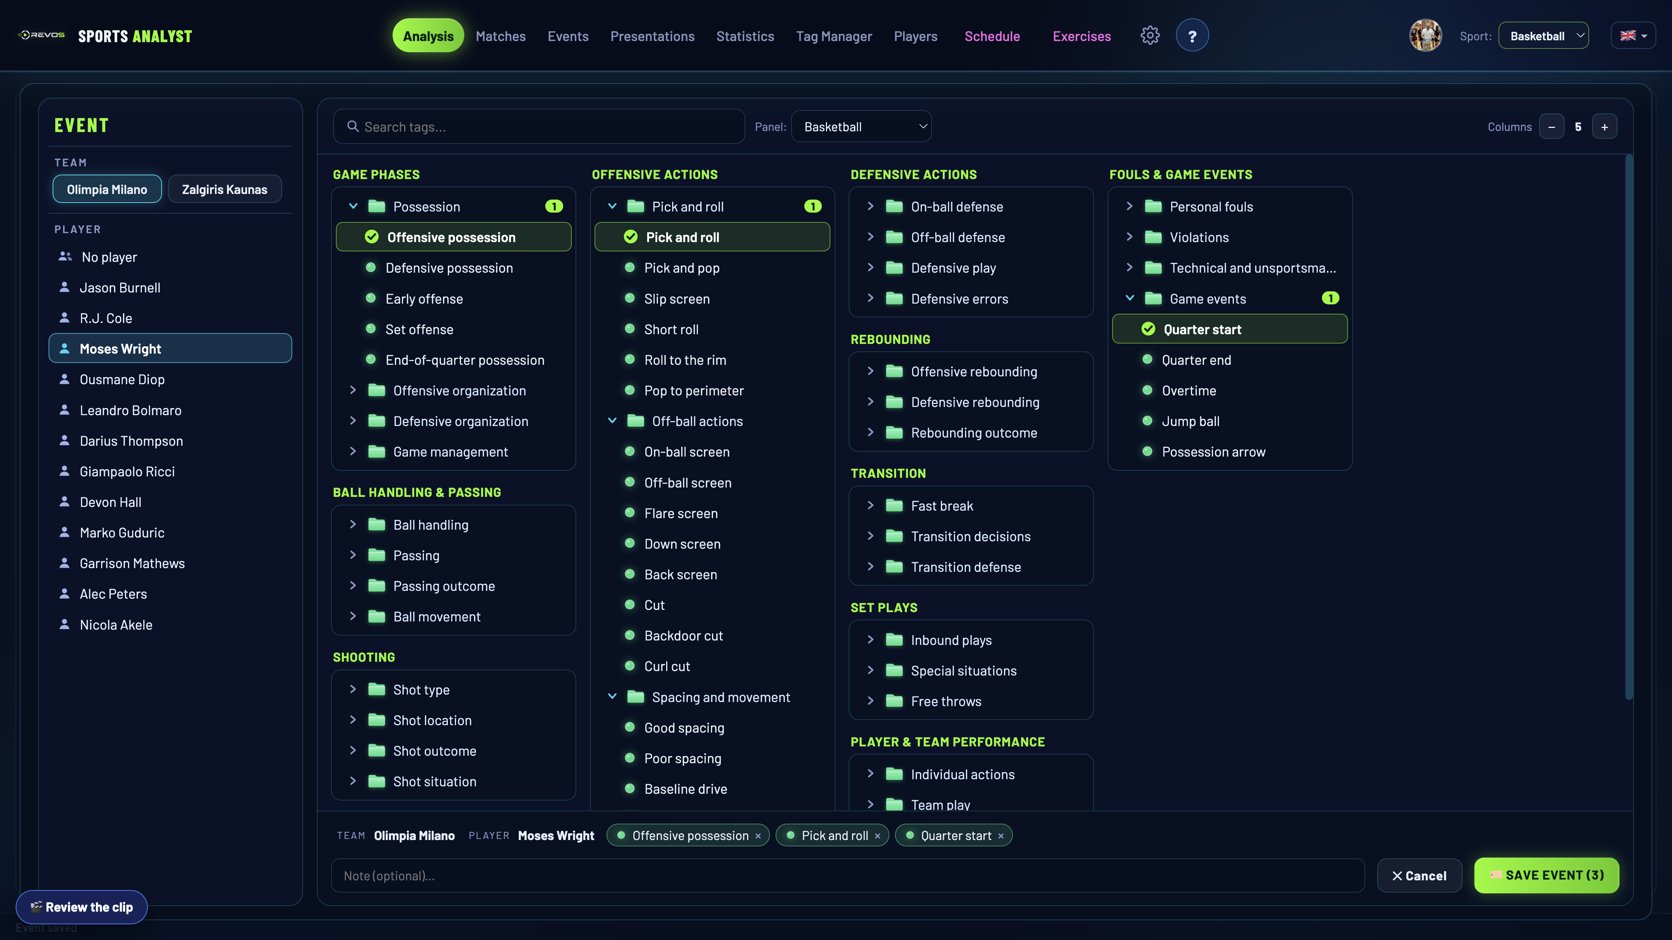 REVOS SPORTS ANALYST
Analysis Matches Events Presentations Statistics Tag Manager Players Schedule Exercises ? Sport: Basketball
EVENT
TEAM
Olimpia Milano Zalgiris Kaunas
PLAYER
No player
Jason Burnell
R.J. Cole
Moses Wright
Ousmane Diop
Leandro Bolmaro
Darius Thompson
Giampaolo Ricci
Devon Hall
Marko Guduric
Garrison Mathews
Alec Peters
Nicola Akele
Review the clip
Event saved
Search tags... Panel: Basketball Columns − 5 +
GAME PHASES
Possession 1
Offensive possession
Defensive possession
Early offense
Set offense
End-of-quarter possession
Offensive organization
Defensive organization
Game management
BALL HANDLING & PASSING
Ball handling
Passing
Passing outcome
Ball movement
SHOOTING
Shot type
Shot location
Shot outcome
Shot situation
OFFENSIVE ACTIONS
Pick and roll 1
Pick and roll
Pick and pop
Slip screen
Short roll
Roll to the rim
Pop to perimeter
Off-ball actions
On-ball screen
Off-ball screen
Flare screen
Down screen
Back screen
Cut
Backdoor cut
Curl cut
Spacing and movement
Good spacing
Poor spacing
Baseline drive
DEFENSIVE ACTIONS
On-ball defense
Off-ball defense
Defensive play
Defensive errors
REBOUNDING
Offensive rebounding
Defensive rebounding
Rebounding outcome
TRANSITION
Fast break
Transition decisions
Transition defense
SET PLAYS
Inbound plays
Special situations
Free throws
PLAYER & TEAM PERFORMANCE
Individual actions
Team play
FOULS & GAME EVENTS
Personal fouls
Violations
Technical and unsportsma...
Game events 1
Quarter start
Quarter end
Overtime
Jump ball
Possession arrow
TEAM Olimpia Milano PLAYER Moses Wright Offensive possession × Pick and roll × Quarter start ×
Note (optional)... Cancel SAVE EVENT (3)